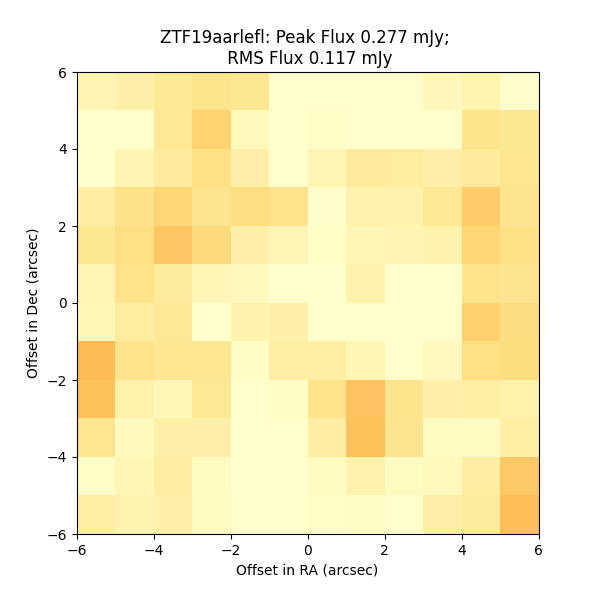 ZTF19aarlefl: Peak Flux 0.277 mJy;
RMS Flux 0.117 mJy
6
4
2
0
−2
−4
−6
Offset in Dec (arcsec)
−6 −4 −2 0 2 4 6
Offset in RA (arcsec)